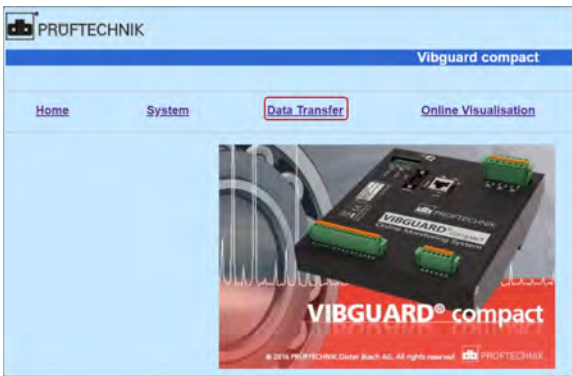 PRÜFTECHNIK
Vibguard compact
Home System Data Transfer Online Visualisation
PRÜFTECHNIK
VIBGUARD® compact
Online Monitoring System
VIBGUARD® compact
© 2016 PRÜFTECHNIK Dieter Busch AG. All rights reserved PRÜFTECHNIK